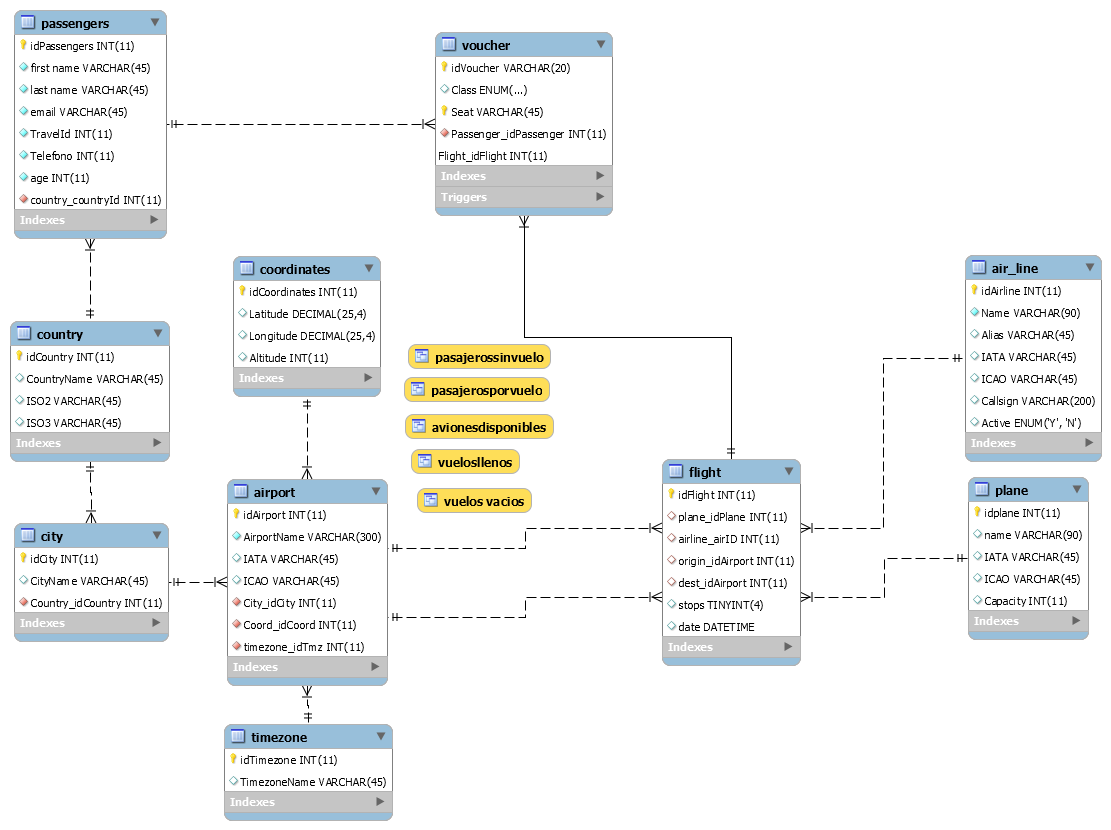 passengers
idPassengers INT(11)
first name VARCHAR(45)
last name VARCHAR(45)
email VARCHAR(45)
TravelId INT(11)
Telefono INT(11)
age INT(11)
country_countryId INT(11)
Indexes
voucher
idVoucher VARCHAR(20)
Class ENUM(...)
Seat VARCHAR(45)
Passenger_idPassenger INT(11)
Flight_idFlight INT(11)
Indexes
Triggers
coordinates
idCoordinates INT(11)
Latitude DECIMAL(25,4)
Longitude DECIMAL(25,4)
Altitude INT(11)
Indexes
air_line
idAirline INT(11)
Name VARCHAR(90)
Alias VARCHAR(45)
IATA VARCHAR(45)
ICAO VARCHAR(45)
Callsign VARCHAR(200)
Active ENUM('Y', 'N')
Indexes
country
idCountry INT(11)
CountryName VARCHAR(45)
ISO2 VARCHAR(45)
ISO3 VARCHAR(45)
Indexes
pasajerossinvuelo
pasajerosporvuelo
avionesdisponibles
vuelosllenos
vuelos vacios
city
idCity INT(11)
CityName VARCHAR(45)
Country_idCountry INT(11)
Indexes
airport
idAirport INT(11)
AirportName VARCHAR(300)
IATA VARCHAR(45)
ICAO VARCHAR(45)
City_idCity INT(11)
Coord_idCoord INT(11)
timezone_idTmz INT(11)
Indexes
flight
idFlight INT(11)
plane_idPlane INT(11)
airline_airID INT(11)
origin_idAirport INT(11)
dest_idAirport INT(11)
stops TINYINT(4)
date DATETIME
Indexes
plane
idplane INT(11)
name VARCHAR(90)
IATA VARCHAR(45)
ICAO VARCHAR(45)
Capacity INT(11)
Indexes
timezone
idTimezone INT(11)
TimezoneName VARCHAR(45)
Indexes